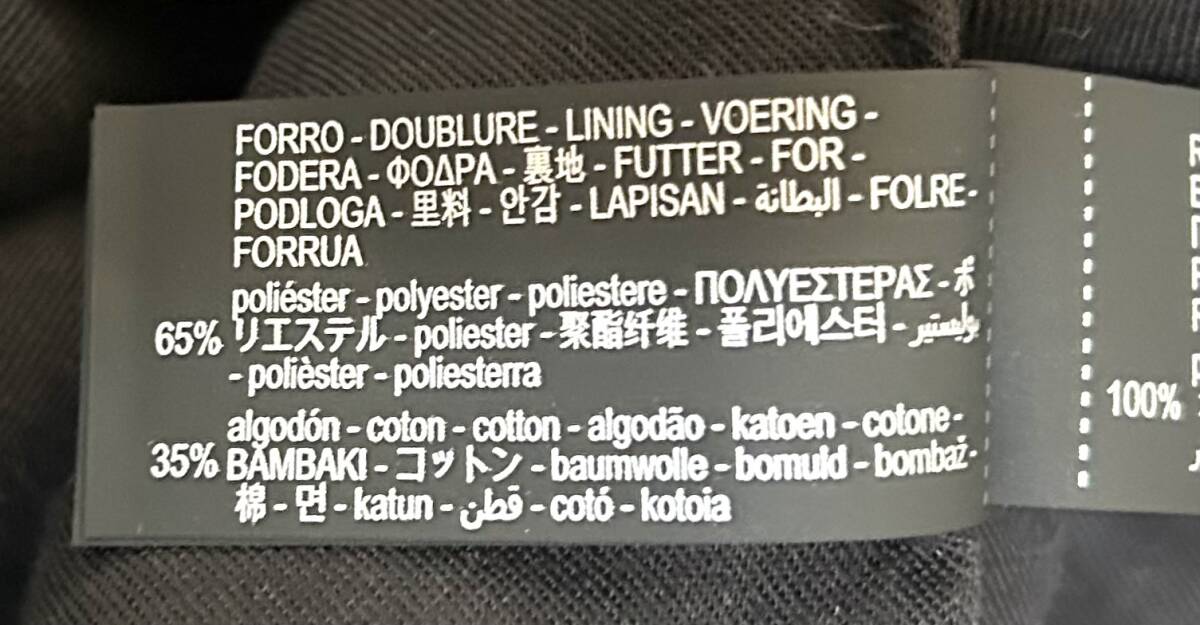 FORRO - DOUBLURE - LINING - VOERING -
FODERA - ΦΟΔΡΑ - 裏地 - FUTTER - FOR -
PODLOGA - 里料 - 안감 - LAPISAN - البطانة - FOLRE-
FORRUA
poliéster - polyester - poliestere - ΠΟΛΥΕΣΤΕΡΑΣ - ポ
65% リエステル - poliester - 聚酯纤维 - 폴리에스터 - بوليستير
- polièster - poliesterra
algodón - coton - cotton - algodão - katoen - cotone-
35% BAMBAKI - コットン - baumwolle - bomuld - bombaż-
棉 - 면 - katun - قطن - cotó - kotoia
100%